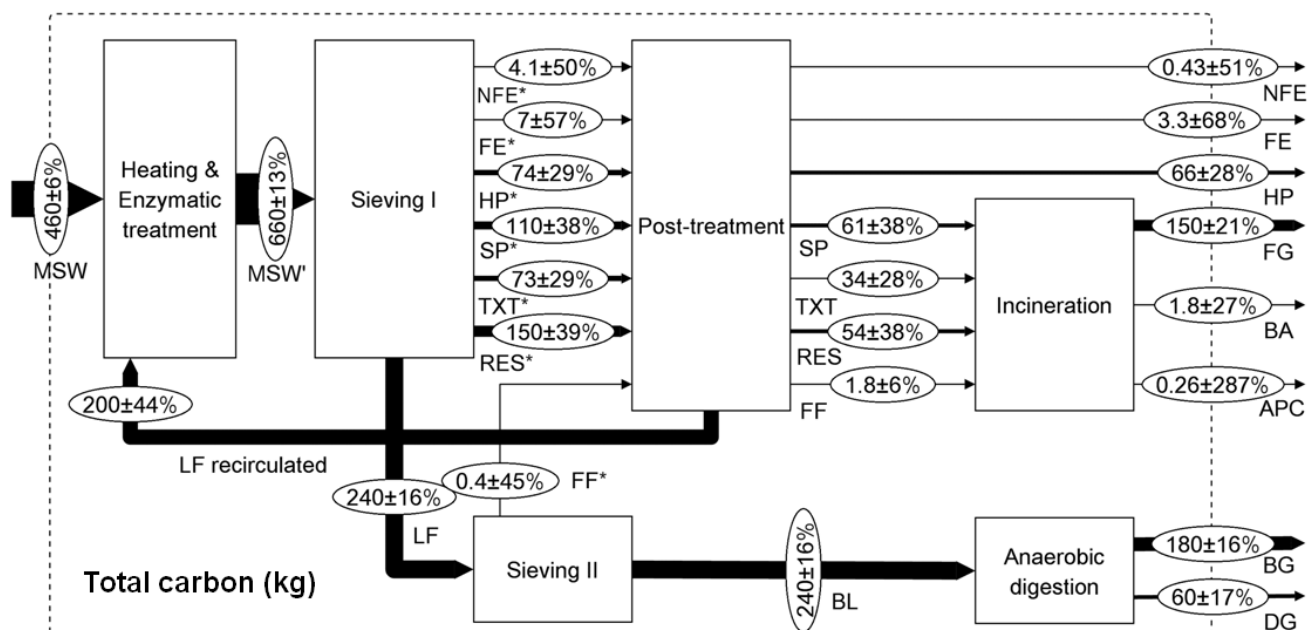 4.1±50%
NFE*
0.43±51%
NFE
7±57%
FE*
3.3±68%
FE
460±6%
MSW
Heating &
Enzymatic
treatment
660±13%
MSW'
Sieving I
74±29%
HP*
66±28%
HP
110±38%
SP*
Post-treatment
61±38%
SP
150±21%
FG
73±29%
TXT*
34±28%
TXT
Incineration
1.8±27%
BA
150±39%
RES*
54±38%
RES
200±44%
1.8±6%
FF
0.26±287%
APC
LF recirculated
0.4±45%
FF*
240±16%
LF
Sieving II
240±16%
BL
Anaerobic
digestion
180±16%
BG
60±17%
DG
Total carbon (kg)